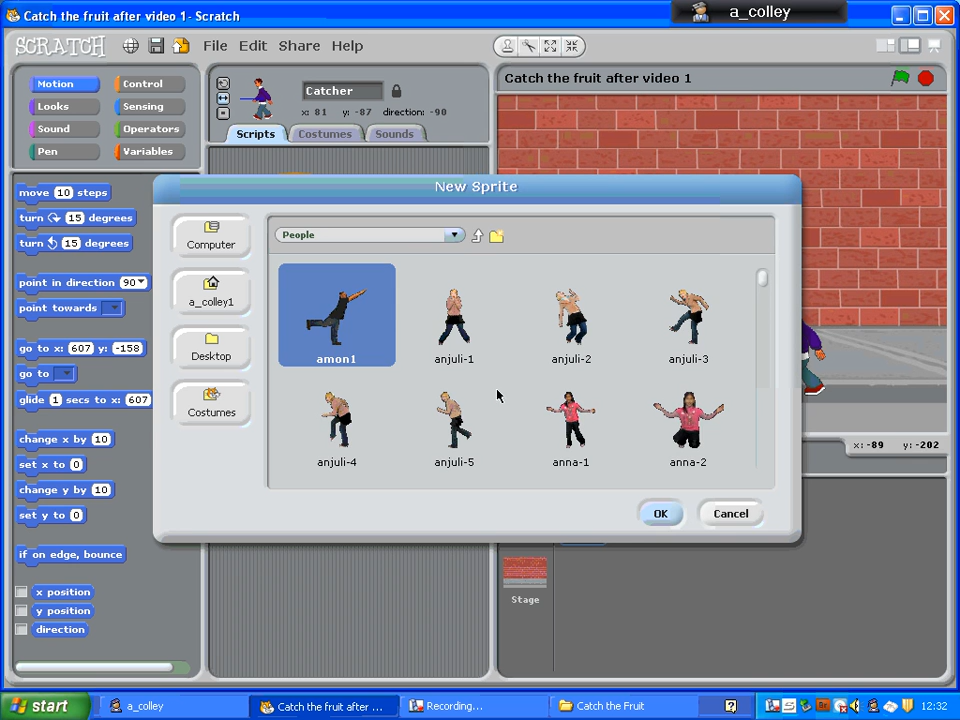 Catch the fruit after video 1- Scratch
a_colley
SCRATCH File Edit Share Help
Motion Control
Looks Sensing
Sound Operators
Pen Variables
Catcher
x: 81 y: -87 direction: -90
Scripts Costumes Sounds
Catch the fruit after video 1
move 10 steps
turn 15 degrees
turn 15 degrees
point in direction 90
point towards
go to x: 607 y: -158
go to
glide 1 secs to x: 607
change x by 10
set x to 0
change y by 10
set y to 0
if on edge, bounce
x position
y position
direction
New Sprite
Computer
a_colley1
Desktop
Costumes
People
amon1 anjuli-1 anjuli-2 anjuli-3
anjuli-4 anjuli-5 anna-1 anna-2
OK Cancel
x: -89 y: -202
Stage
start a_colley Catch the fruit after ... Recording... Catch the Fruit 12:32